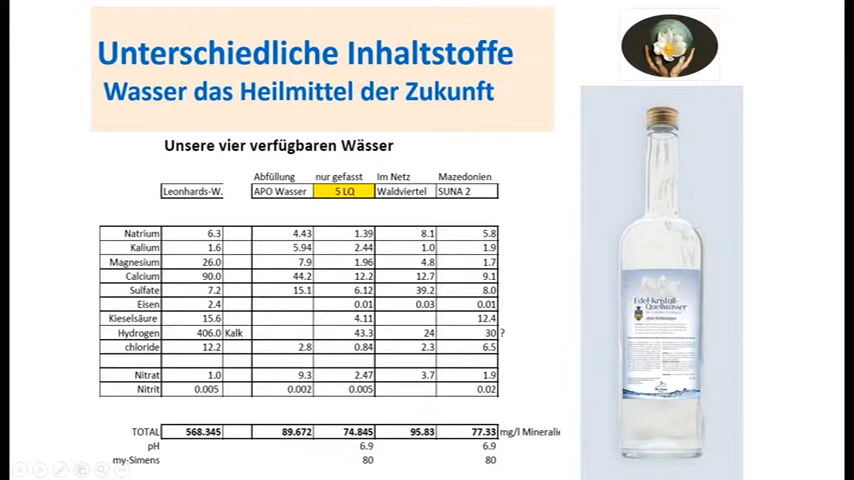 Unterschiedliche Inhaltstoffe
Wasser das Heilmittel der Zukunft
Unsere vier verfügbaren Wässer
Abfüllung nur gefasst Im Netz Mazedonien
Leonhards-W. APO Wasser 5 LQ Waldviertel SUNA 2
Natrium 6.3 4.43 1.39 8.1 5.8
Kalium 1.6 5.94 2.44 1.0 1.9
Magnesium 26.0 7.9 1.96 4.8 1.7
Calcium 90.0 44.2 12.2 12.7 9.1
Sulfate 7.2 15.1 6.12 39.2 8.0
Eisen 2.4 0.01 0.03 0.01
Kieselsäure 15.6 4.11 12.4
Hydrogen 406.0 Kalk 43.3 24 30 ?
chloride 12.2 2.8 0.84 2.3 6.5
Nitrat 1.0 9.3 2.47 3.7 1.9
Nitrit 0.005 0.002 0.005 0.02
TOTAL 568.345 89.672 74.845 95.83 77.33 mg/l Mineralie
pH 6.9 6.9
my-Simens 80 80
Edel-Kristall-
Quellwasser